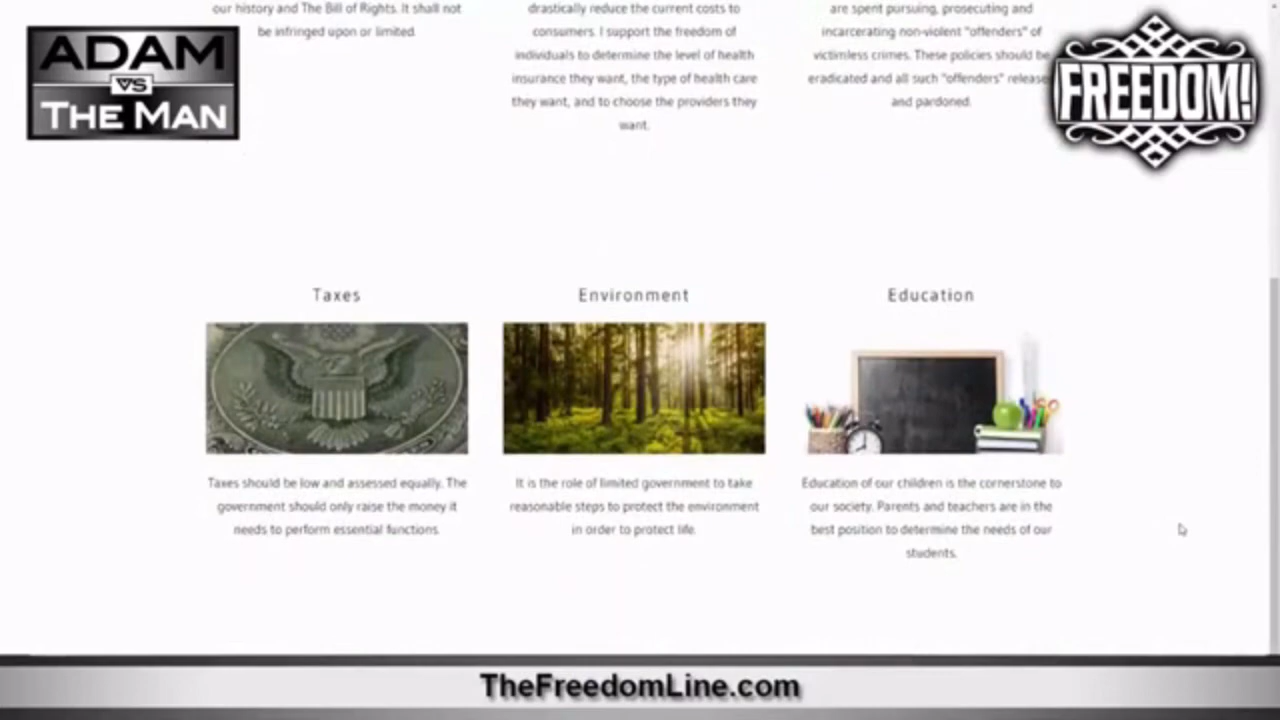 our history and The Bill of Rights. It shall not
be infringed upon or limited.
drastically reduce the current costs to
consumers. I support the freedom of
individuals to determine the level of health
insurance they want, the type of health care
they want, and to choose the providers they
want.
are spent pursuing, prosecuting and
incarcerating non-violent "offenders" of
victimless crimes. These policies should be
eradicated and all such "offenders" release
and pardoned.
ADAM
VS
THE MAN
FREEDOM!
Taxes
Taxes should be low and assessed equally. The
government should only raise the money it
needs to perform essential functions.
Environment
It is the role of limited government to take
reasonable steps to protect the environment
in order to protect life.
Education
Education of our children is the cornerstone to
our society. Parents and teachers are in the
best position to determine the needs of our
students.
TheFreedomLine.com